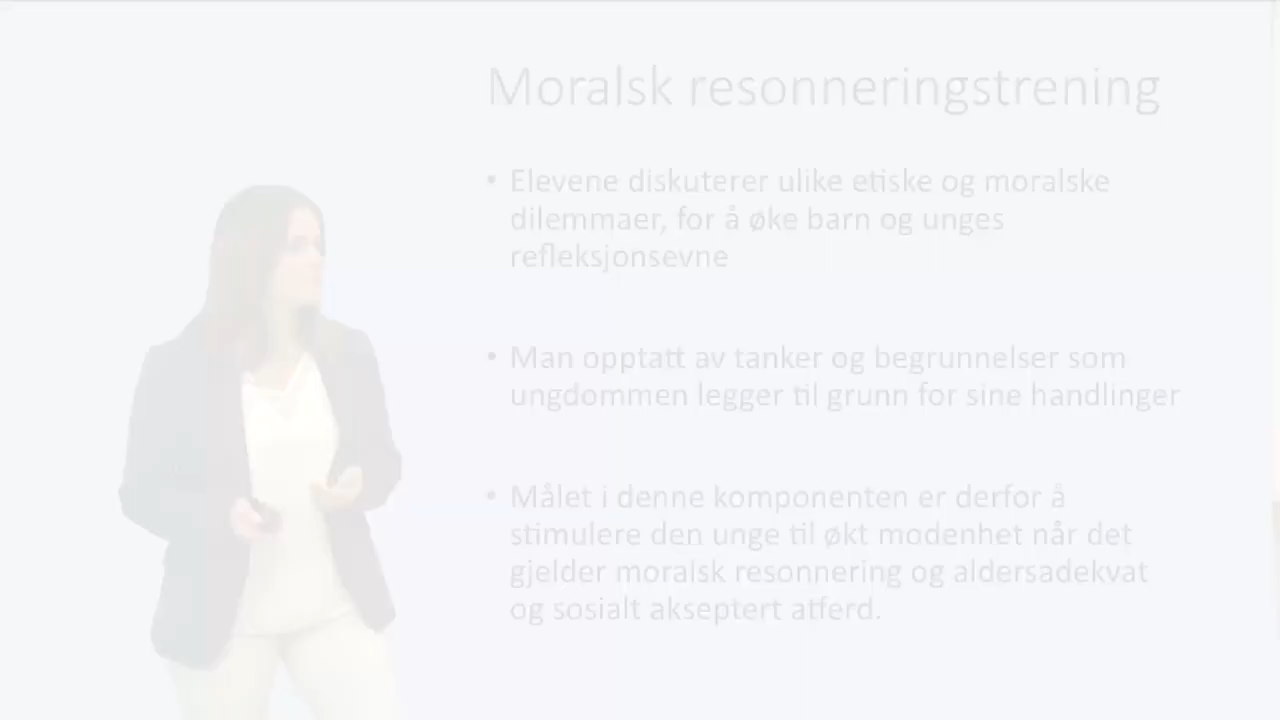 Moralsk resonneringstrening
• Elevene diskuterer ulike etiske og moralske
dilemmaer, for å øke barn og unges
refleksjonsevne
• Man opptatt av tanker og begrunnelser som
ungdommen legger til grunn for sine handlinger
• Målet i denne komponenten er derfor å
stimulere den unge til økt modenhet når det
gjelder moralsk resonnering og aldersadekvat
og sosialt akseptert atferd.